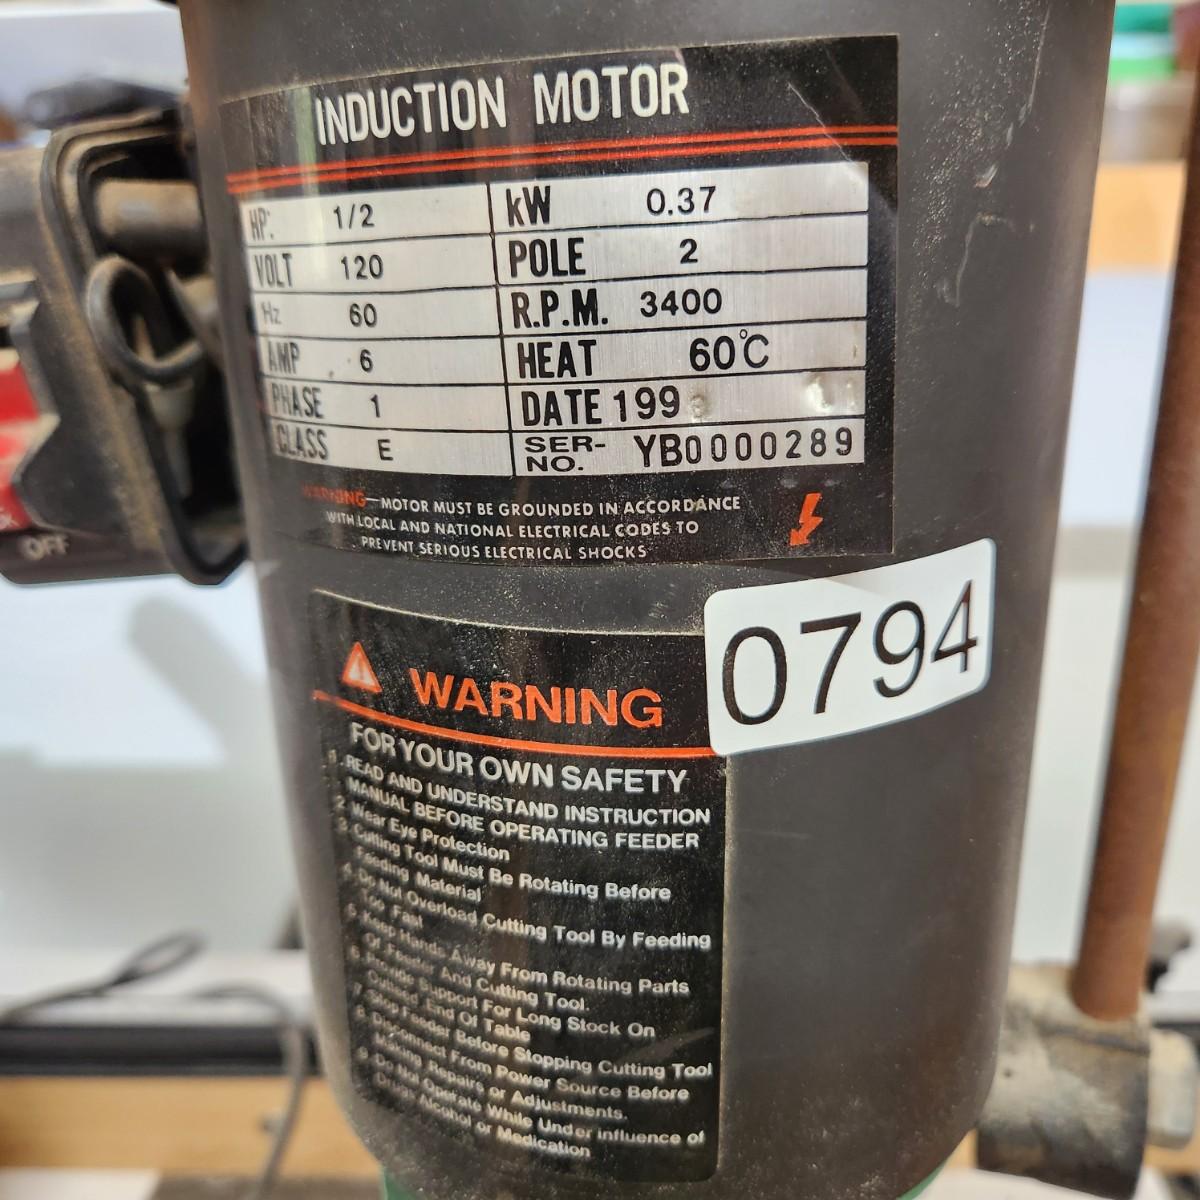 INDUCTION MOTOR
HP: 1/2 kW 0.37
VOLT 120 POLE 2
Hz 60 R.P.M. 3400
AMP 6 HEAT 60℃
PHASE 1 DATE 199
CLASS E SER-NO. YB0000289
WARNING—MOTOR MUST BE GROUNDED IN ACCORDANCE
WITH LOCAL AND NATIONAL ELECTRICAL CODES TO
PREVENT SERIOUS ELECTRICAL SHOCKS
OFF
0794
WARNING
FOR YOUR OWN SAFETY
1. READ AND UNDERSTAND INSTRUCTION
MANUAL BEFORE OPERATING FEEDER
2. Wear Eye Protection
3. Cutting Tool Must Be Rotating Before
Feeding Material
4. Do Not Overload Cutting Tool By Feeding
Too Fast
5. Keep Hands Away From Rotating Parts
Of Feeder And Cutting Tool.
6. Provide Support For Long Stock On
Outfeed End Of Table
7. Stop Feeder Before Stopping Cutting Tool
8. Disconnect From Power Source Before
Making Repairs or Adjustments.
9. Do Not Operate While Under influence of
Drugs Alcohol or Medication